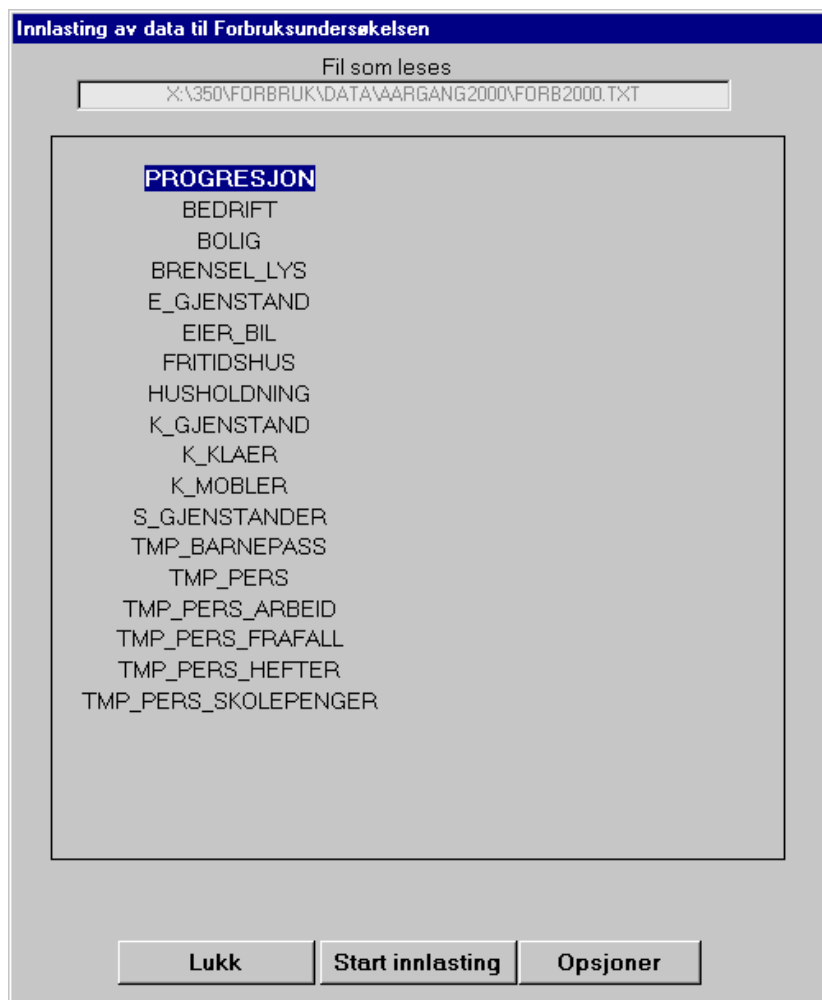 Innlasting av data til Forbruksundersøkelsen
Fil som leses
X:\350\FORBRUK\DATA\AARGANG2000\FORB2000.TXT
PROGRESJON
BEDRIFT
BOLIG
BRENSEL_LYS
E_GJENSTAND
EIER_BIL
FRITIDSHUS
HUSHOLDNING
K_GJENSTAND
K_KLAER
K_MOBLER
S_GJENSTANDER
TMP_BARNEPASS
TMP_PERS
TMP_PERS_ARBEID
TMP_PERS_FRAFALL
TMP_PERS_HEFTER
TMP_PERS_SKOLEPENGER
Lukk Start innlasting Opsjoner